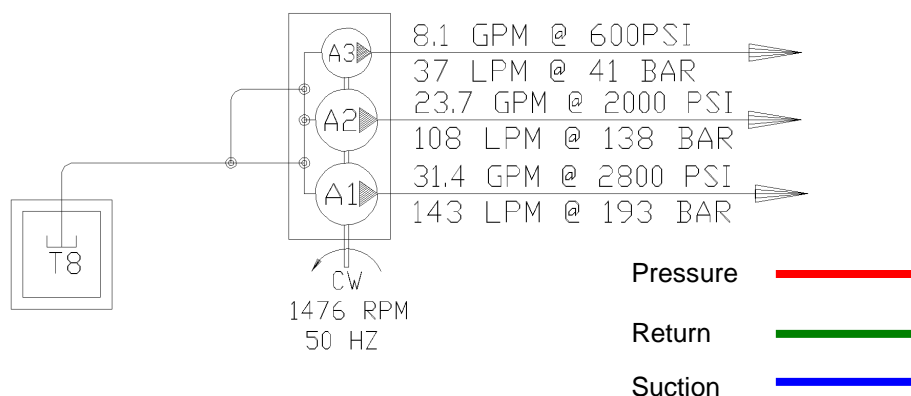 A3
8.1 GPM @ 600PSI
37 LPM @ 41 BAR
A2
23.7 GPM @ 2000 PSI
108 LPM @ 138 BAR
A1
31.4 GPM @ 2800 PSI
143 LPM @ 193 BAR
T8
CW
1476 RPM
50 HZ
Pressure
Return
Suction